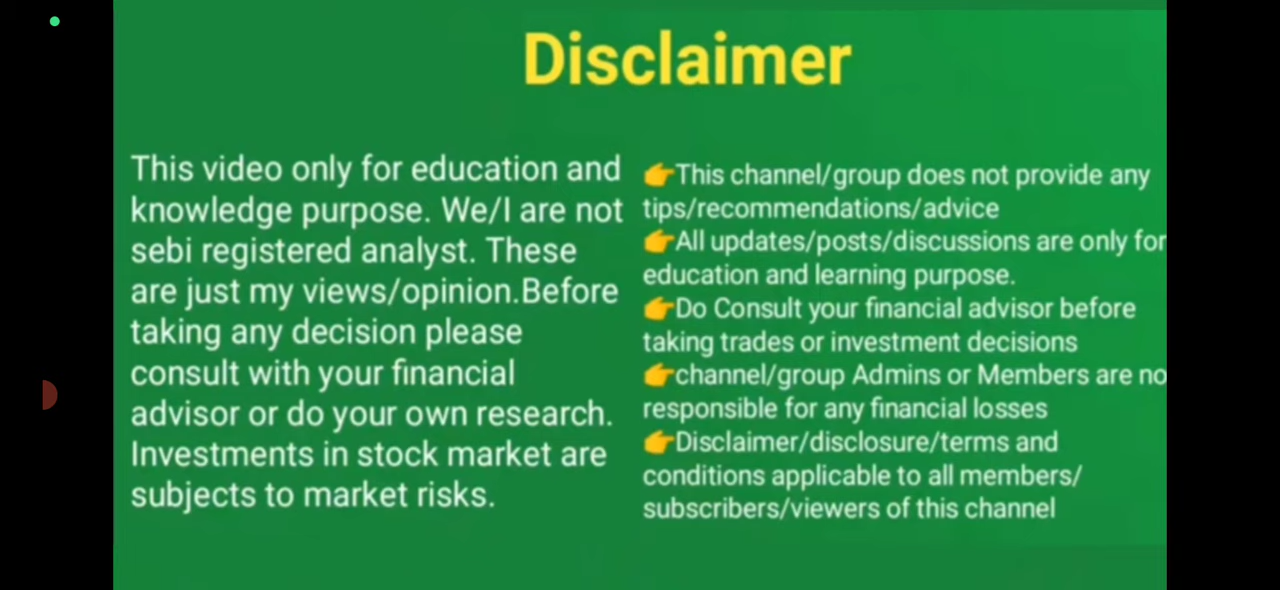 Disclaimer
This video only for education and
knowledge purpose. We/I are not
sebi registered analyst. These
are just my views/opinion.Before
taking any decision please
consult with your financial
advisor or do your own research.
Investments in stock market are
subjects to market risks.
👉This channel/group does not provide any
tips/recommendations/advice
👉All updates/posts/discussions are only for
education and learning purpose.
👉Do Consult your financial advisor before
taking trades or investment decisions
👉channel/group Admins or Members are no
responsible for any financial losses
👉Disclaimer/disclosure/terms and
conditions applicable to all members/
subscribers/viewers of this channel